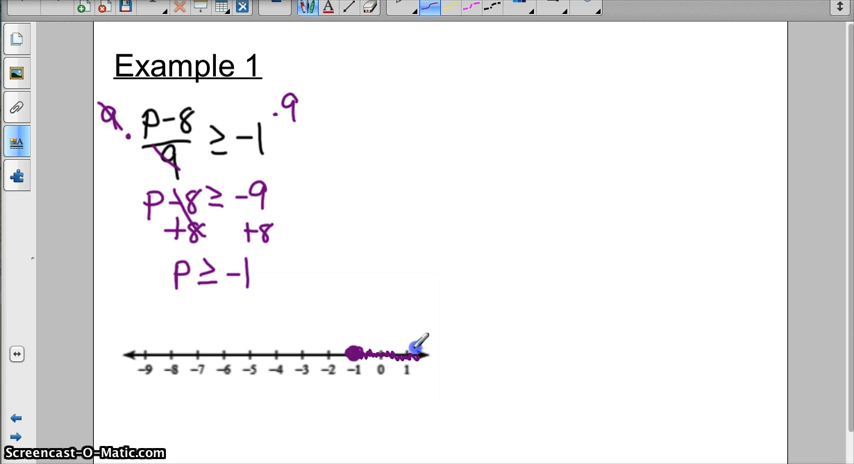 Example 1
9 · (p-8)/9 ≥ -1 · 9
p-8 ≥ -9
+8 +8
p ≥ -1
-9 -8 -7 -6 -5 -4 -3 -2 -1 0 1
Screencast-O-Matic.com